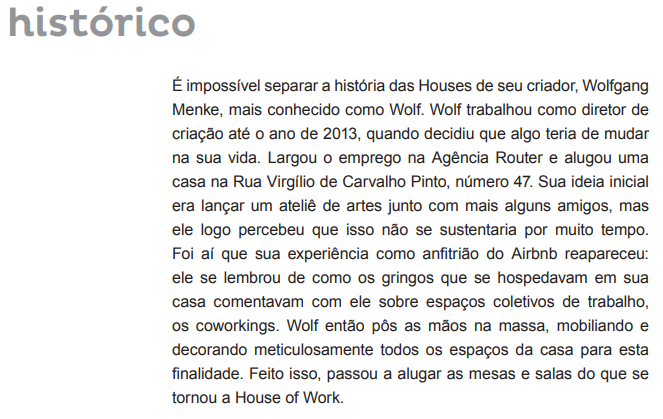 histórico
É impossível separar a história das Houses de seu criador, Wolfgang
Menke, mais conhecido como Wolf. Wolf trabalhou como diretor de
criação até o ano de 2013, quando decidiu que algo teria de mudar
na sua vida. Largou o emprego na Agência Router e alugou uma
casa na Rua Virgílio de Carvalho Pinto, número 47. Sua ideia inicial
era lançar um ateliê de artes junto com mais alguns amigos, mas
ele logo percebeu que isso não se sustentaria por muito tempo.
Foi aí que sua experiência como anfitrião do Airbnb reapareceu:
ele se lembrou de como os gringos que se hospedavam em sua
casa comentavam com ele sobre espaços coletivos de trabalho,
os coworkings. Wolf então pôs as mãos na massa, mobiliando e
decorando meticulosamente todos os espaços da casa para esta
finalidade. Feito isso, passou a alugar as mesas e salas do que se
tornou a House of Work.